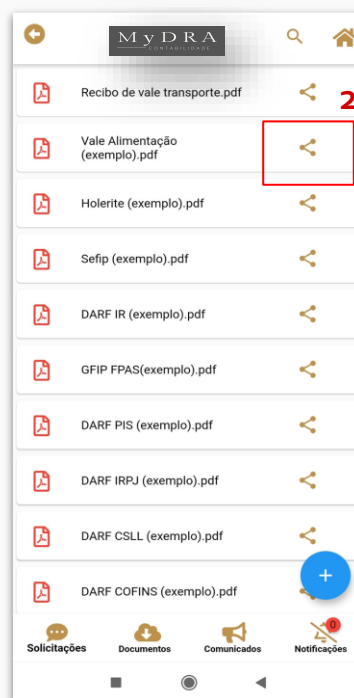 MyDRA
CONTABILIDADE
Recibo de vale transporte.pdf
2
Vale Alimentação
(exemplo).pdf
Holerite (exemplo).pdf
Sefip (exemplo).pdf
DARF IR (exemplo).pdf
GFIP FPAS(exemplo).pdf
DARF PIS (exemplo).pdf
DARF IRPJ (exemplo).pdf
DARF CSLL (exemplo).pdf
+
DARF COFINS (exemplo).pdf
0
Solicitações Documentos Comunicados Notificações